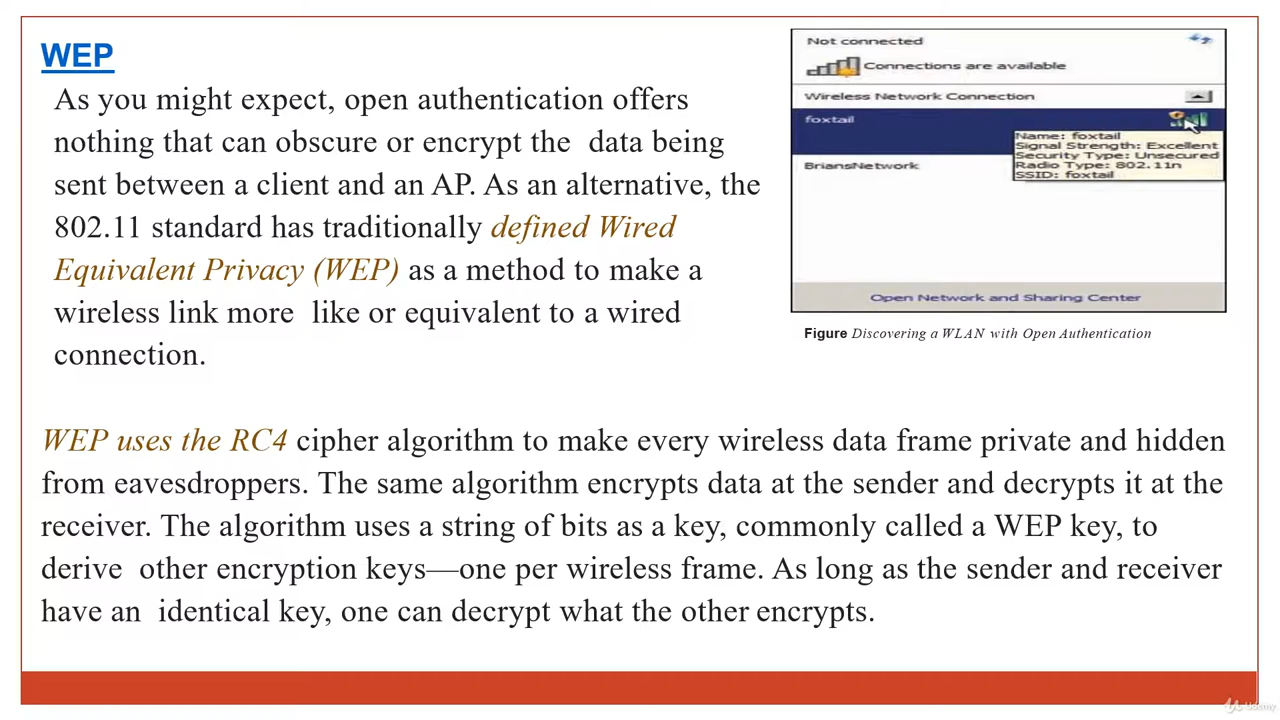 WEP
As you might expect, open authentication offers
nothing that can obscure or encrypt the data being
sent between a client and an AP. As an alternative, the
802.11 standard has traditionally defined Wired
Equivalent Privacy (WEP) as a method to make a
wireless link more like or equivalent to a wired
connection.
Not connected
Connections are available
Wireless Network Connection
foxtail
Name: foxtail
Signal Strength: Excellent
Security Type: Unsecured
Radio Type: 802.11n
SSID: foxtail
BriansNetwork
Open Network and Sharing Center
Figure Discovering a WLAN with Open Authentication
WEP uses the RC4 cipher algorithm to make every wireless data frame private and hidden
from eavesdroppers. The same algorithm encrypts data at the sender and decrypts it at the
receiver. The algorithm uses a string of bits as a key, commonly called a WEP key, to
derive other encryption keys—one per wireless frame. As long as the sender and receiver
have an identical key, one can decrypt what the other encrypts.
Udemy